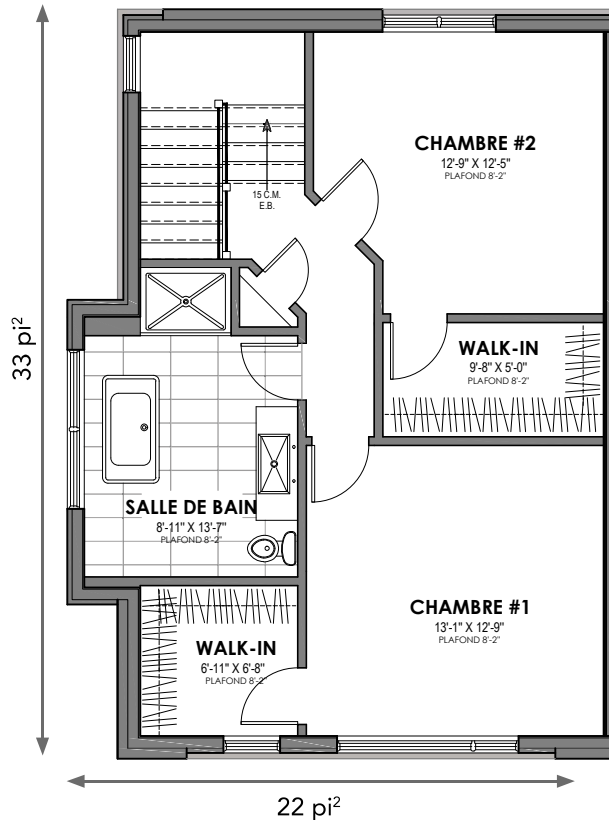 CHAMBRE #2
12'-9" X 12'-5"
PLAFOND 8'-2"
15 C.M.
E.B.
33 pi²
WALK-IN
9'-8" X 5'-0"
PLAFOND 8'-2"
SALLE DE BAIN
8'-11" X 13'-7"
PLAFOND 8'-2"
CHAMBRE #1
13'-1" X 12'-9"
PLAFOND 8'-2"
WALK-IN
6'-11" X 6'-8"
PLAFOND 8'-2"
22 pi²